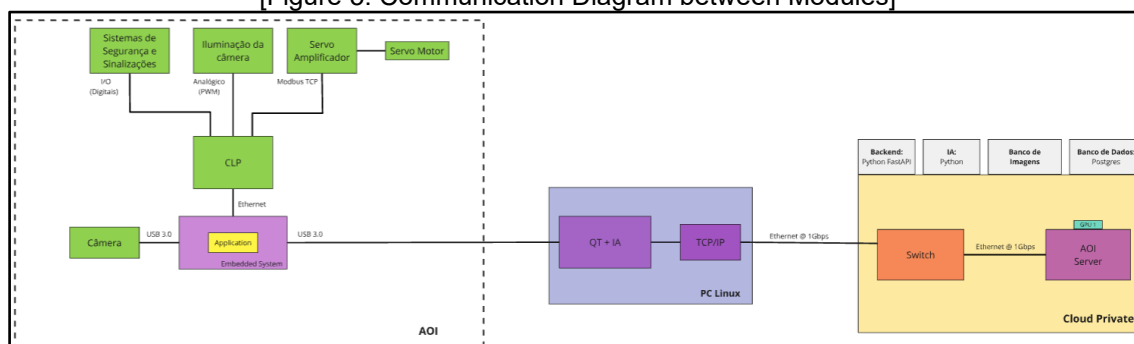 [Figure 6. Communication Diagram between Modules]
Sistemas de
Segurança e
Sinalizações
Iluminação da
câmera
Servo
Amplificador
Servo Motor
I/O
(Digitais)
Analógico
(PWM)
Modbus TCP
CLP
Ethernet
Câmera
USB 3.0
Application
Embedded System
USB 3.0
AOI
QT + IA
TCP/IP
PC Linux
Ethernet @ 1Gbps
Backend:
Python FastAPI
IA:
Python
Banco de
Imagens
Banco de Dados:
Postgres
Switch
Ethernet @ 1Gbps
GPU 1
AOI
Server
Cloud Private